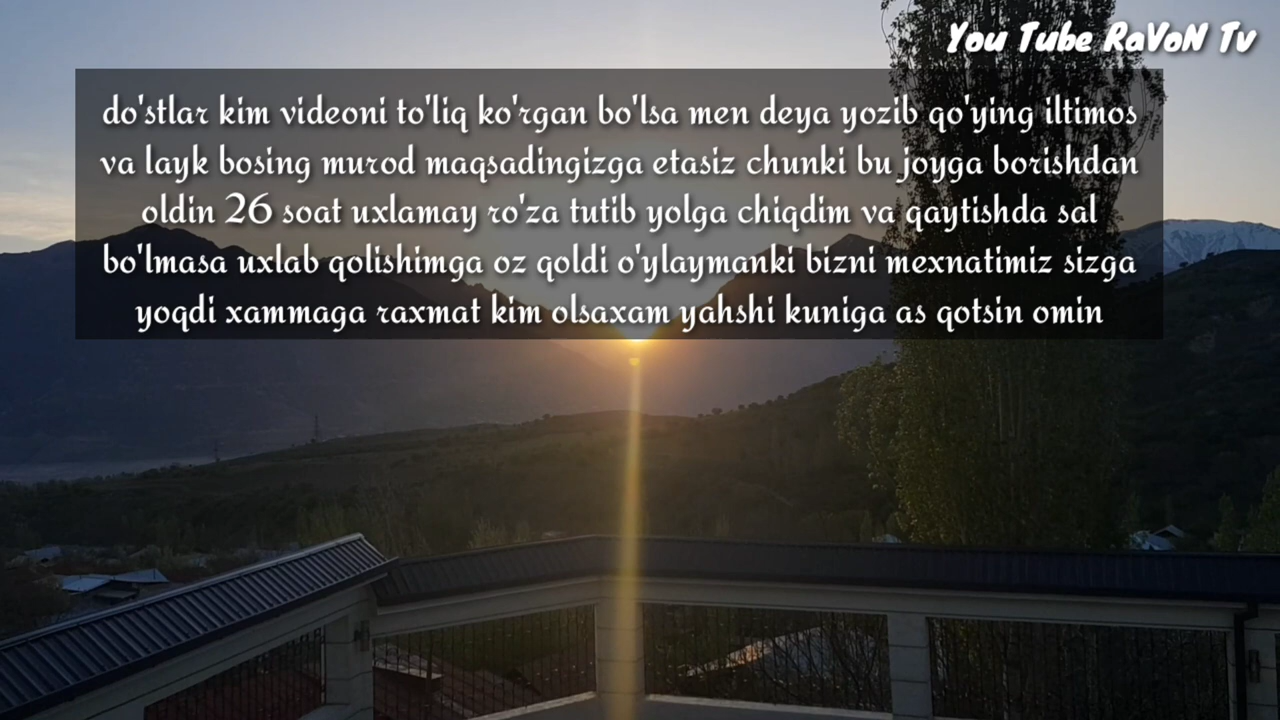 You Tube RaVoN Tv
do'stlar kim videoni to'liq ko'rgan bo'lsa men deya yozib qo'ying iltimos
va layk bosing murod maqsadingizga etasiz chunki bu joyga borishdan
oldin 26 soat uxlamay ro'za tutib yolga chiqdim va qaytishda sal
bo'lmasa uxlab qolishimga oz qoldi o'ylaymanki bizni mexnatimiz sizga
yoqdi xammaga raxmat kim olsaxam yahshi kuniga as qotsin omin